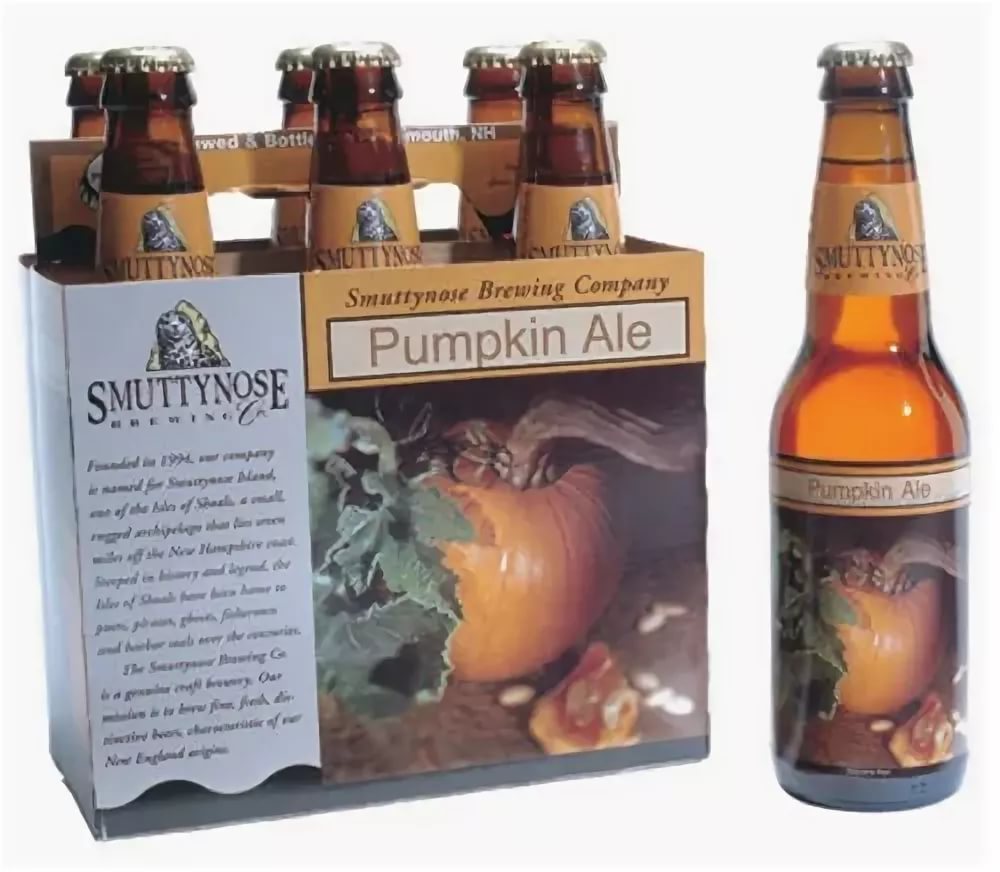 wed & Bottl
mouth, NH
SMUTTYNOSE
SMUTTYNOSE
SMUTTYNOSE
SMUTTYNOSE
BREWING Co.
Founded in 1994, our company
is named for Smuttynose Island,
one of the Isles of Shoals, a small,
rugged archipelago that lies seven
miles off the New Hampshire coast.
Steeped in history and legend, the
Isles of Shoals have been home to
poets, pirates, ghosts, fishermen
and harbor seals over the centuries.
The Smuttynose Brewing Co.
is a genuine craft brewery. Our
mission is to brew fine, fresh, dis-
tinctive beers, characteristic of our
New England origins.
Smuttynose Brewing Company
Pumpkin Ale
SMUTTYNOSE
BREWING Co.
Pumpkin Ale